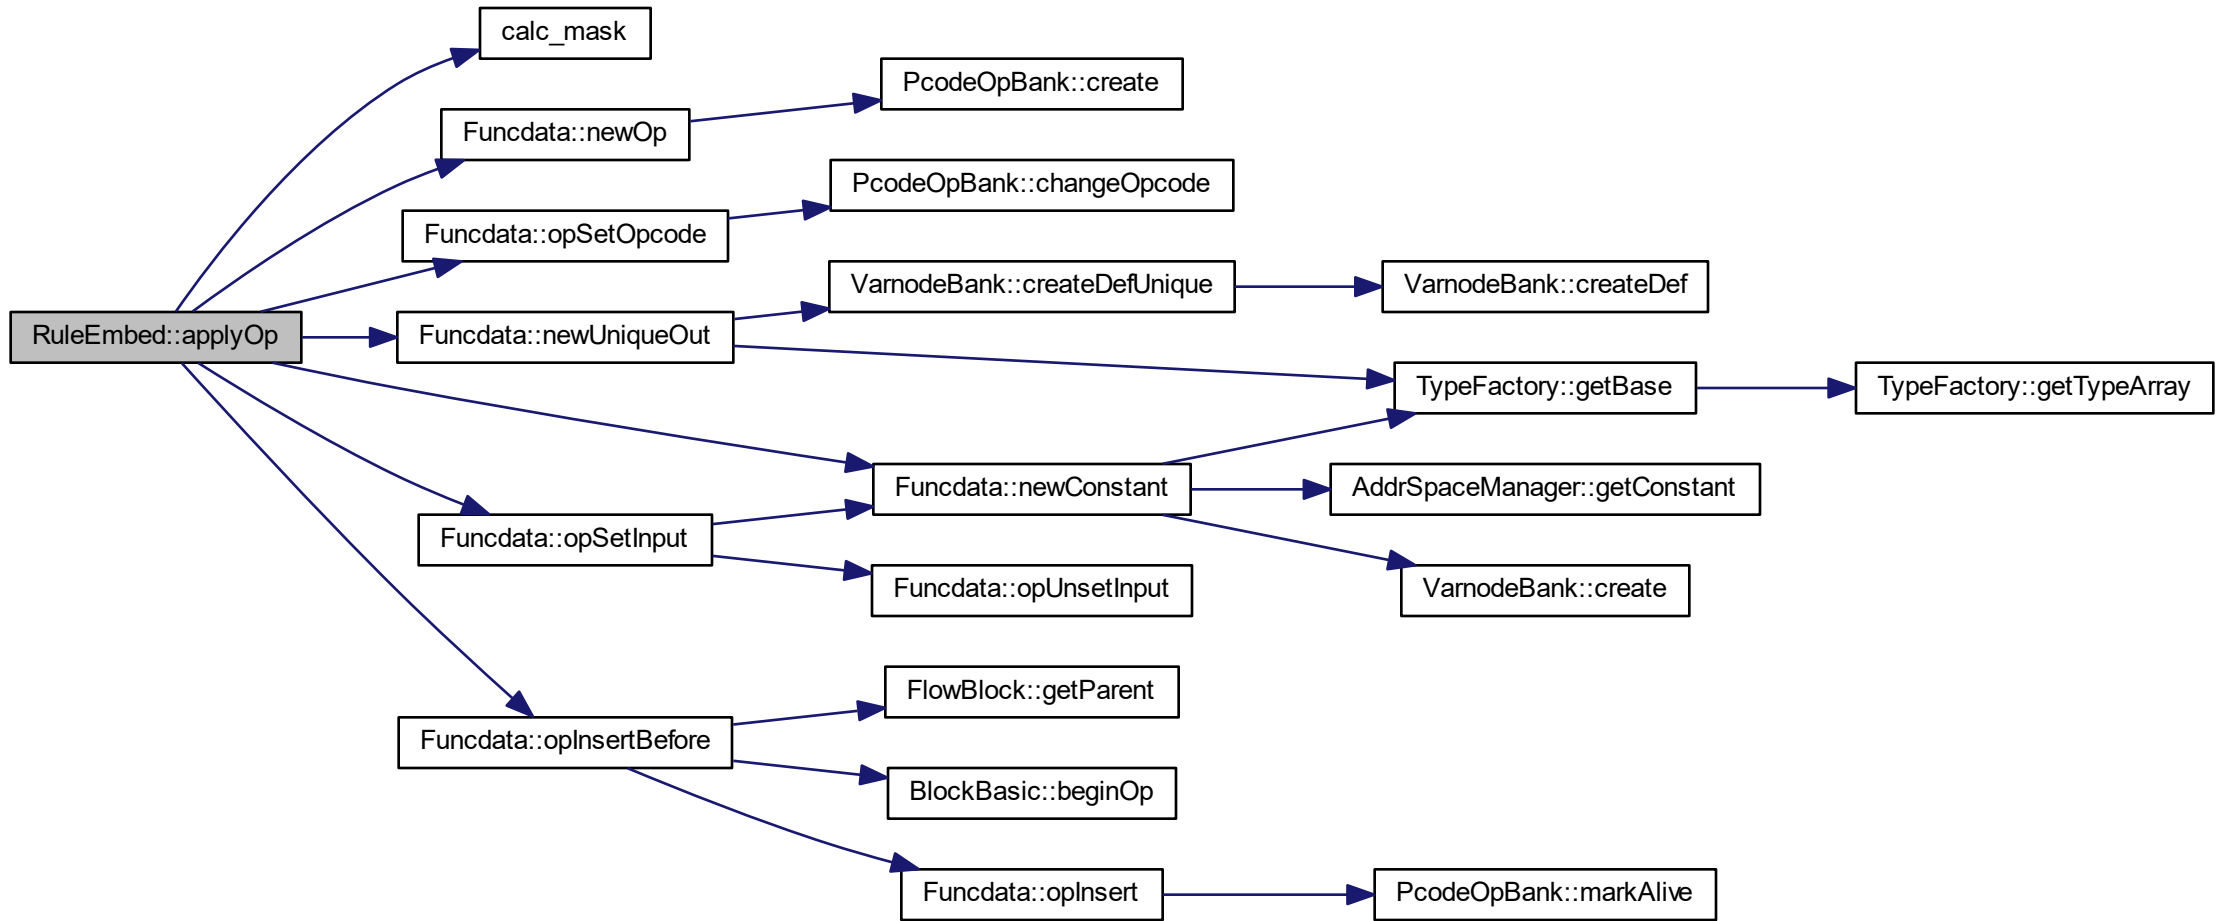 calc_mask
PcodeOpBank::create
Funcdata::newOp
PcodeOpBank::changeOpcode
Funcdata::opSetOpcode
VarnodeBank::createDefUnique
VarnodeBank::createDef
RuleEmbed::applyOp
Funcdata::newUniqueOut
TypeFactory::getBase
TypeFactory::getTypeArray
Funcdata::newConstant
AddrSpaceManager::getConstant
Funcdata::opSetInput
Funcdata::opUnsetInput
VarnodeBank::create
FlowBlock::getParent
Funcdata::opInsertBefore
BlockBasic::beginOp
Funcdata::opInsert
PcodeOpBank::markAlive